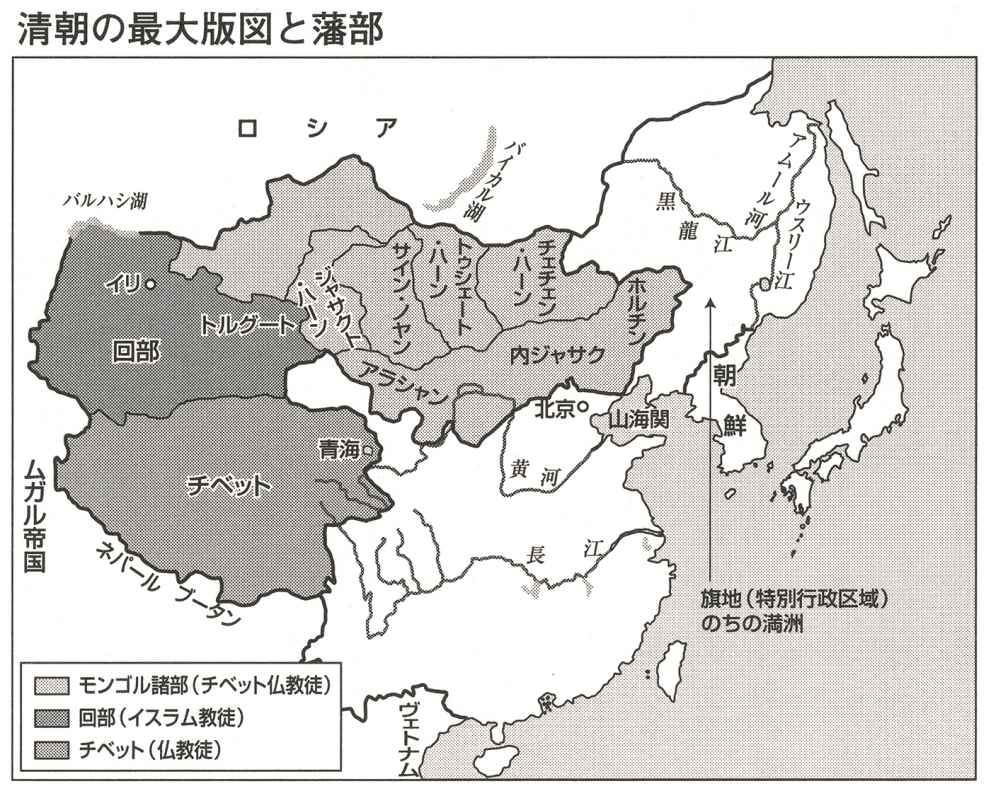 清朝の最大版図と藩部
ロシア
バイカル湖
バルハシ湖
アムール河
ウスリー江
黒龍江
イリ
トルグート
回部
ジャサクト・ハーン
サイン・ノヤン
トゥシェート・ハーン
チェチェン・ハーン
ホルチン
内ジャサク
アラシャン
北京
山海関
朝鮮
青海
チベット
黄河
長江
ムガル帝国
ネパール
ブータン
旗地(特別行政区域)
のちの満洲
モンゴル諸部(チベット仏教徒)
回部(イスラム教徒)
チベット(仏教徒)
ヴェトナム